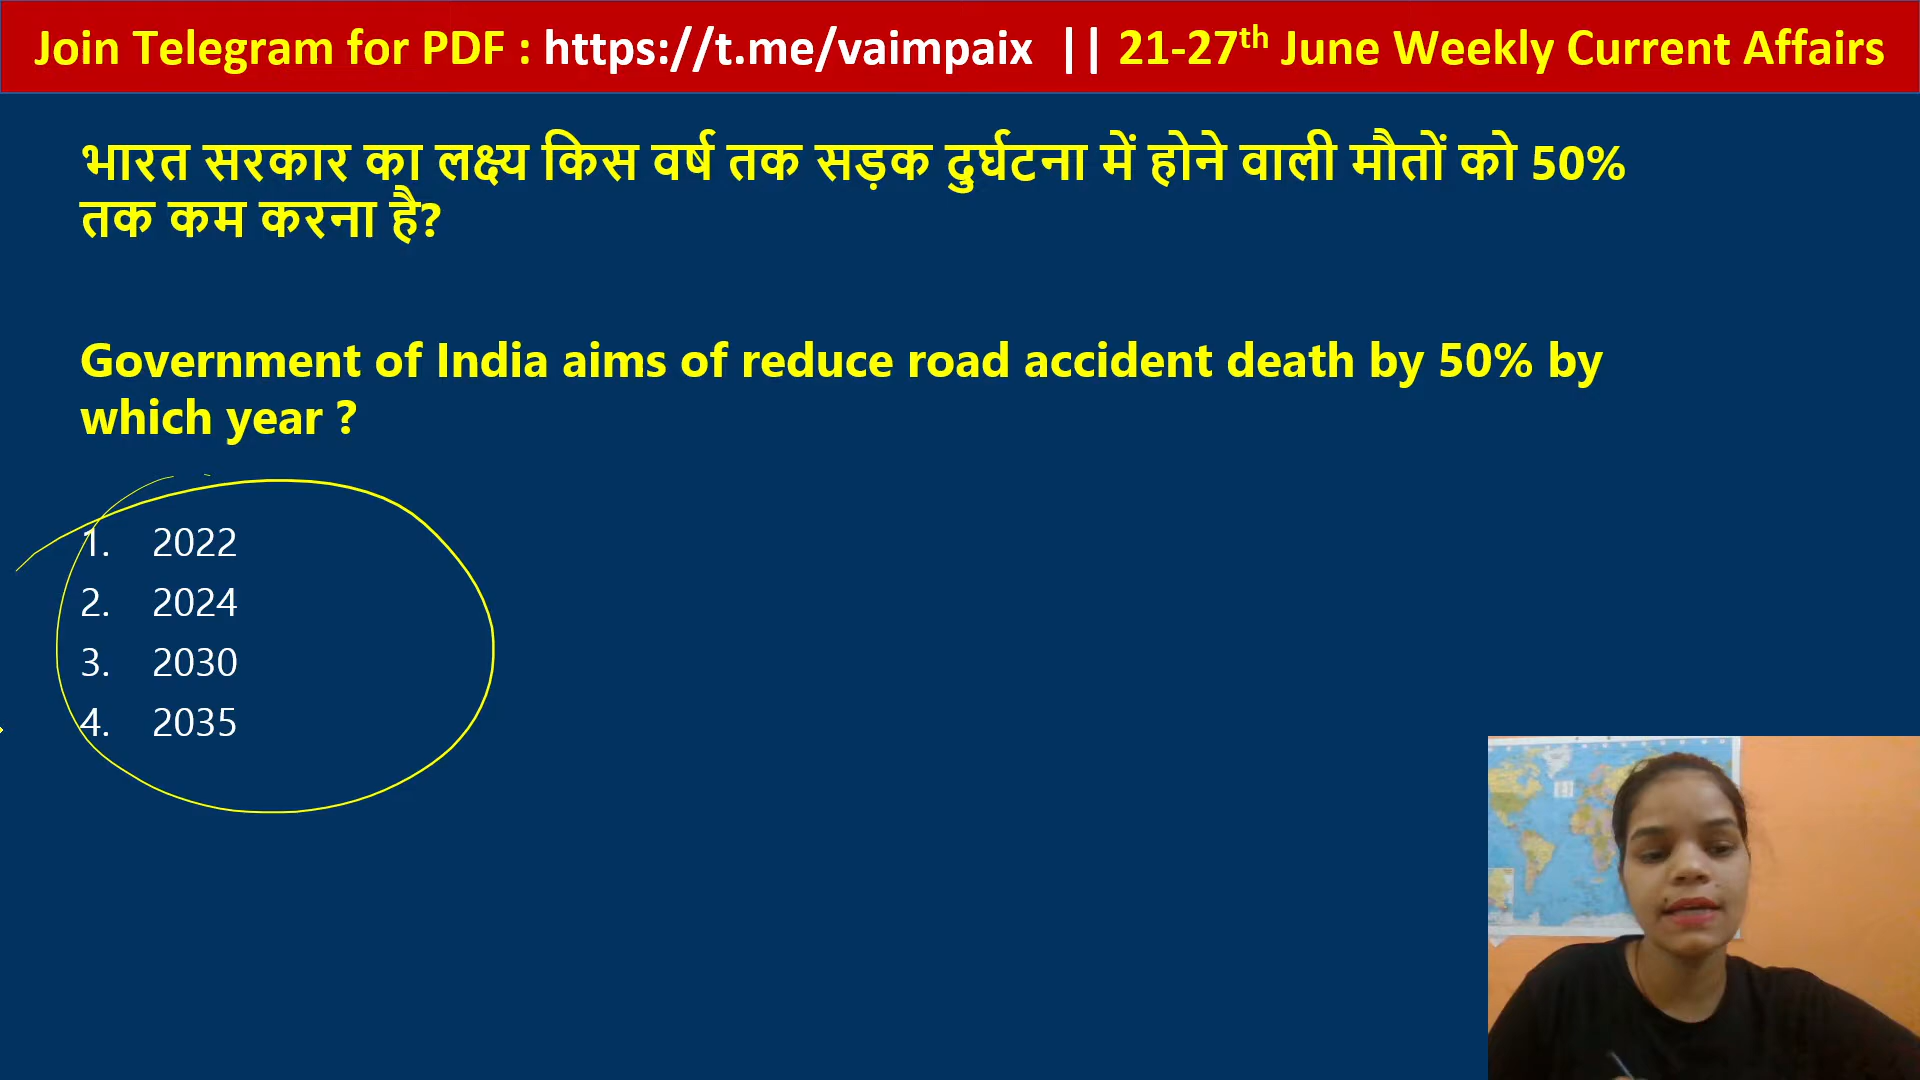 Join Telegram for PDF : https://t.me/vaimpaix || 21-27th June Weekly Current Affairs
भारत सरकार का लक्ष्य किस वर्ष तक सड़क दुर्घटना में होने वाली मौतों को 50%
तक कम करना है?
Government of India aims of reduce road accident death by 50% by
which year ?
1. 2022
2. 2024
3. 2030
4. 2035